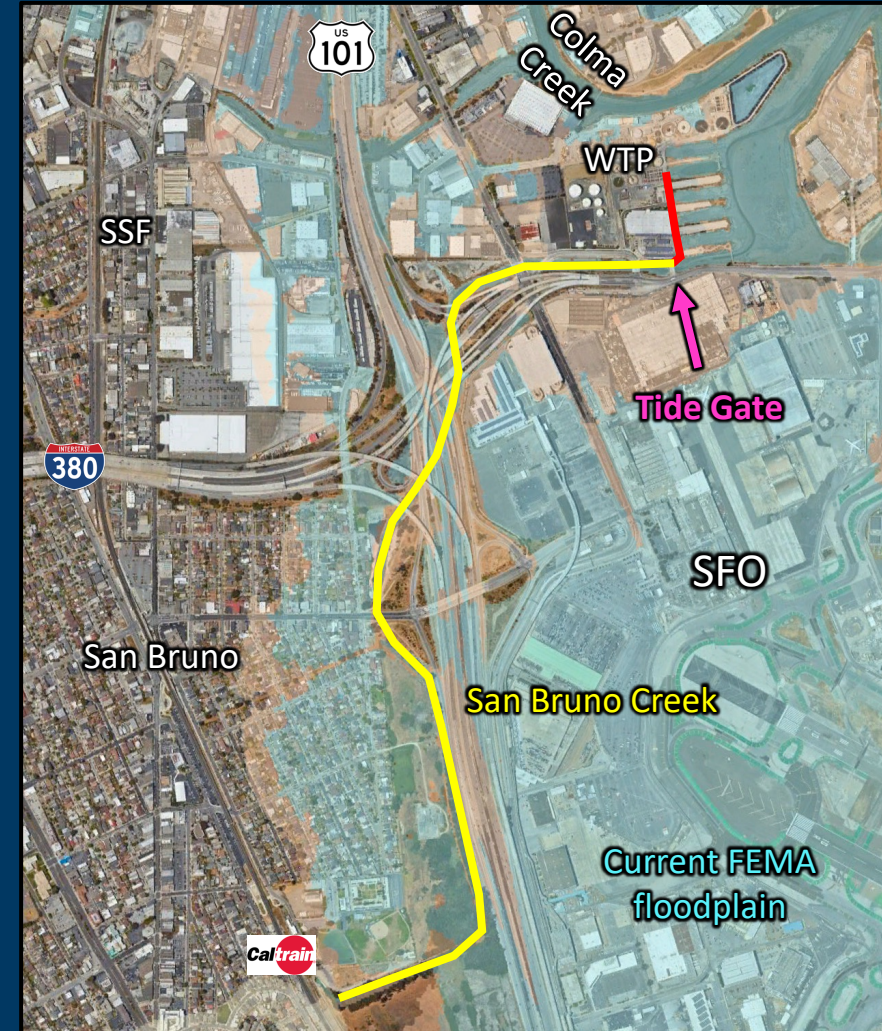 US
101
Colma
Creek
WTP
SSF
Tide Gate
INTERSTATE
380
SFO
San Bruno
San Bruno Creek
Current FEMA
floodplain
Caltrain